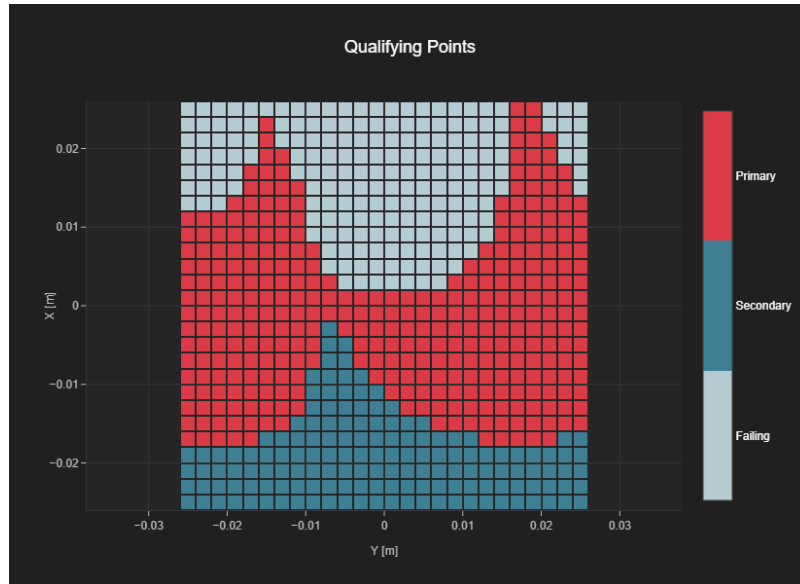 Qualifying Points
0.02
0.01
0
−0.01
−0.02
X [m]
−0.03
−0.02
−0.01
0
0.01
0.02
0.03
Y [m]
Primary
Secondary
Failing